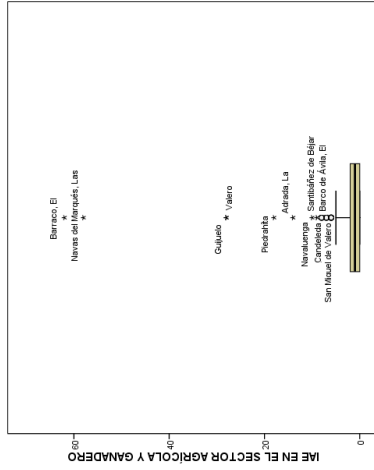 IAE EN EL SECTOR AGRÍCOLA Y GANADERO
60
40
20
0
Barraco, El
Navas del Marqués, Las
Guijuelo
Valero
Piedrahíta
Adrada, La
Navaluenga
Santibáñez de Béjar
Candeleda
Barco de Ávila, El
San Miguel de Valero